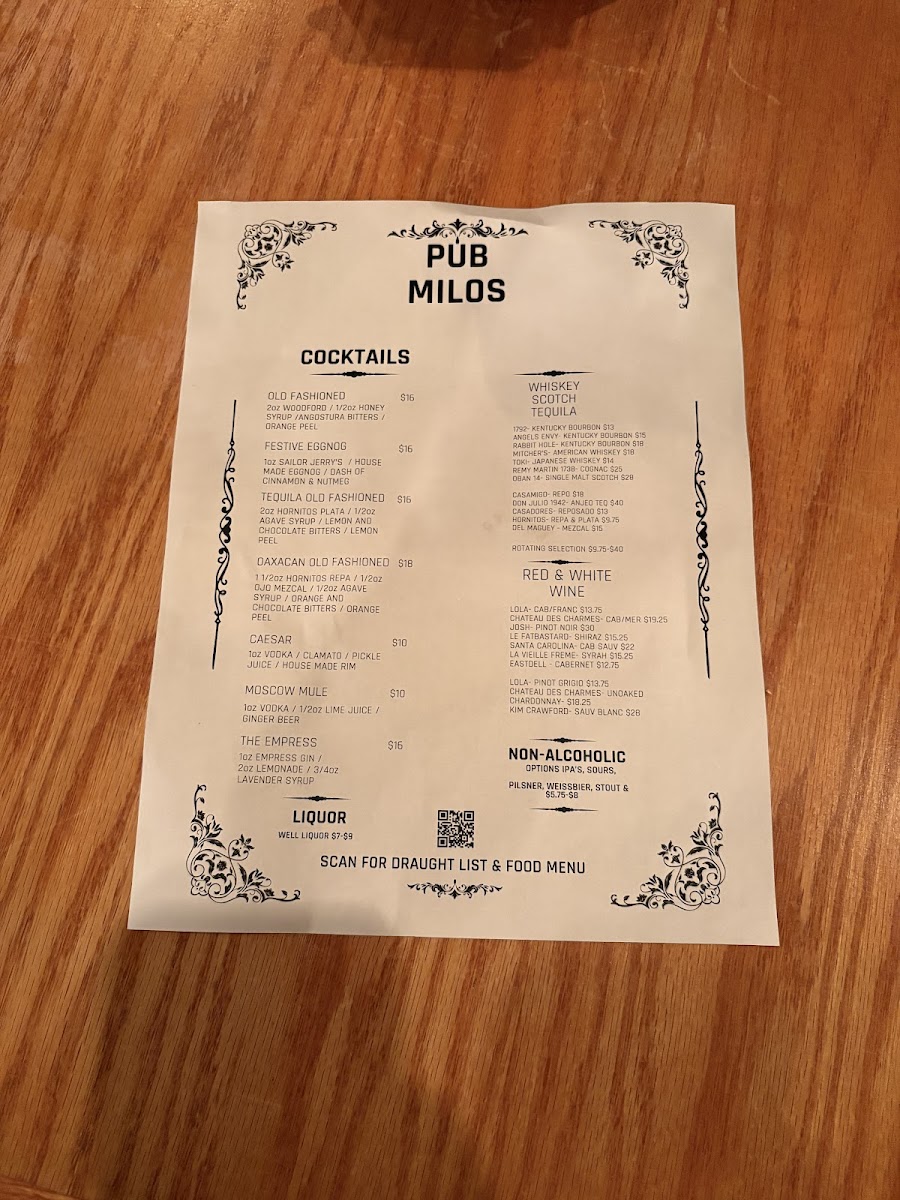 PUB
MILOS
COCKTAILS
OLD FASHIONED $16
2oz WOODFORD / 1/2oz HONEY
SYRUP /ANGOSTURA BITTERS /
ORANGE PEEL
FESTIVE EGGNOG $16
1oz SAILOR JERRY'S / HOUSE
MADE EGGNOG / DASH OF
CINNAMON & NUTMEG
TEQUILA OLD FASHIONED $16
2oz HORNITOS PLATA / 1/2oz
AGAVE SYRUP / LEMON AND
CHOCOLATE BITTERS / LEMON
PEEL
OAXACAN OLD FASHIONED $18
1 1/2oz HORNITOS REPA / 1/2oz
OJO MEZCAL / 1/2oz AGAVE
SYRUP / ORANGE AND
CHOCOLATE BITTERS / ORANGE
PEEL
CAESAR $10
1oz VODKA / CLAMATO / PICKLE
JUICE / HOUSE MADE RIM
MOSCOW MULE $10
1oz VODKA / 1/2oz LIME JUICE /
GINGER BEER
THE EMPRESS $16
1oz EMPRESS GIN /
2oz LEMONADE / 3/4oz
LAVENDER SYRUP
LIQUOR
WELL LIQUOR $7-$9
WHISKEY
SCOTCH
TEQUILA
1792- KENTUCKY BOURBON $13
ANGELS ENVY- KENTUCKY BOURBON $15
RABBIT HOLE- KENTUCKY BOURBON $18
MITCHER'S- AMERICAN WHISKEY $18
TOKI- JAPANESE WHISKEY $14
REMY MARTIN 1738- COGNAC $25
OBAN 14- SINGLE MALT SCOTCH $28
CASAMIGO- REPO $18
DON JULIO 1942- ANJEO TEQ $40
CASADORES- REPOSADO $13
HORNITOS- REPA & PLATA $9.75
DEL MAGUEY - MEZCAL $15
ROTATING SELECTION $9.75-$40
RED & WHITE
WINE
LOLA- CAB/FRANC $13.75
CHATEAU DES CHARMES- CAB/MER $19.25
JOSH- PINOT NOIR $30
LE FATBASTARD- SHIRAZ $15.25
SANTA CAROLINA- CAB SAUV $22
LA VIEILLE FREME- SYRAH $15.25
EASTDELL - CABERNET $12.75
LOLA- PINOT GRIGIO $13.75
CHATEAU DES CHARMES- UNOAKED
CHARDONNAY- $18.25
KIM CRAWFORD- SAUV BLANC $28
NON-ALCOHOLIC
OPTIONS IPA'S, SOURS,
PILSNER, WEISSBIER, STOUT &
$5.75-$8
SCAN FOR DRAUGHT LIST & FOOD MENU